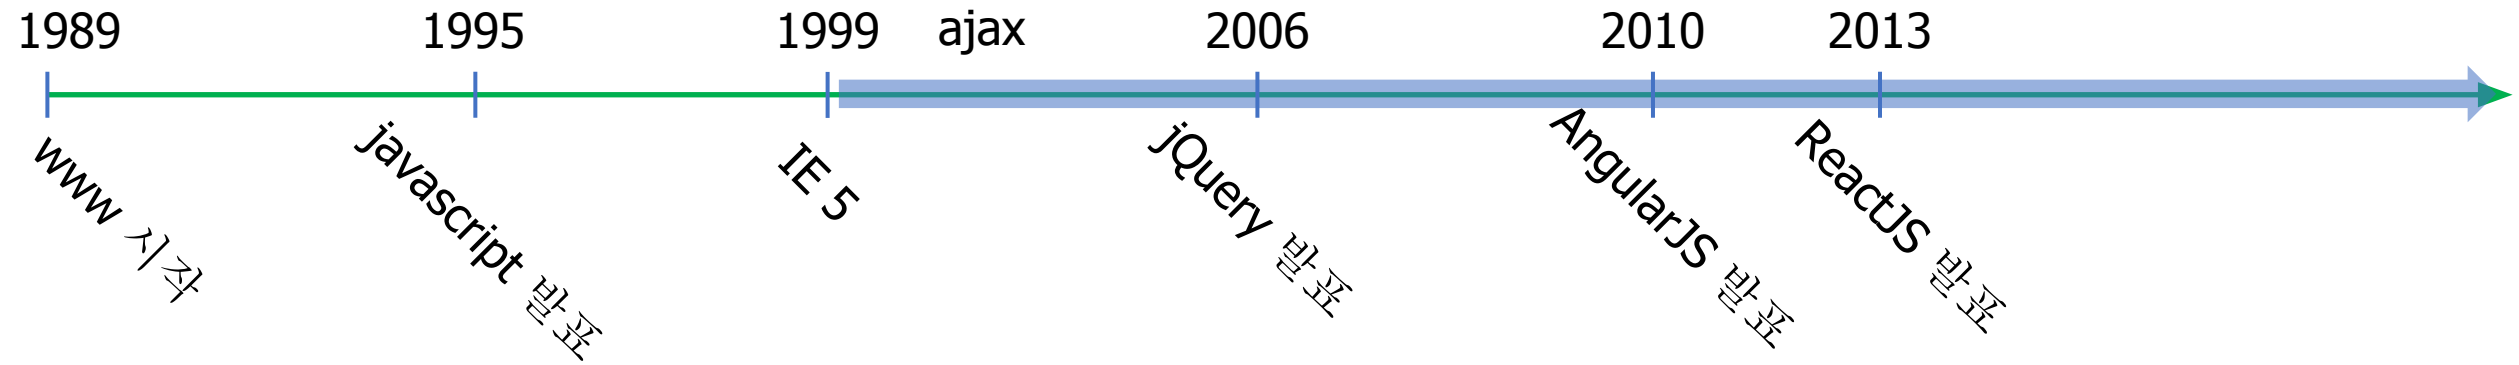 1989 1995 1999 ajax 2006 2010 2013
www 시작
javascript 발표
IE 5
jQuery 발표
AngularJS 발표
ReactJS 발표